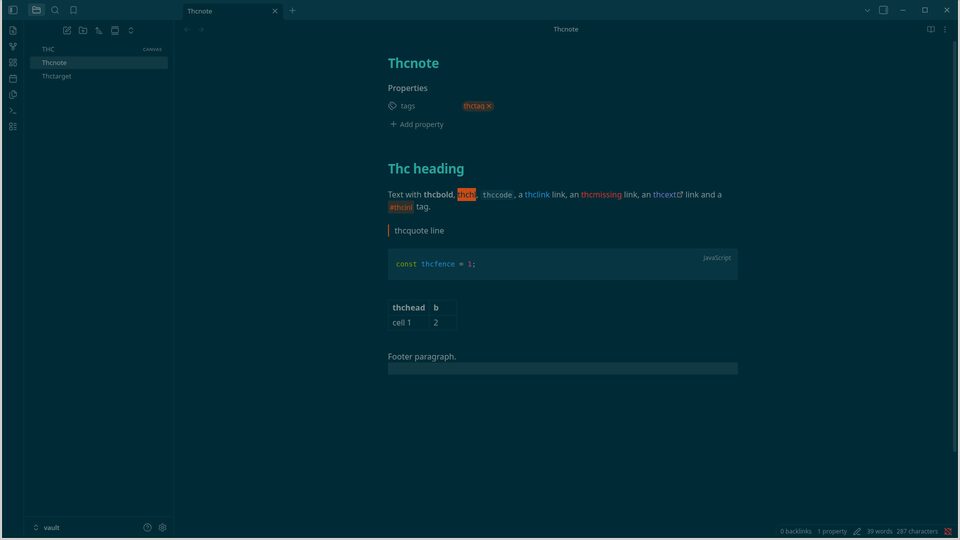 Thcnote
THC CANVAS
Thcnote
Thctarget
Thcnote
Thcnote
Properties
tags thctag
Add property
Thc heading
Text with thcbold, thchl, thccode, a thclink link, an thcmissing link, an thcext link and a
#thcinl tag.
thcquote line
JavaScript
const thcfence = 1;
thchead b
cell 1 2
Footer paragraph.
vault
0 backlinks 1 property 39 words 287 characters